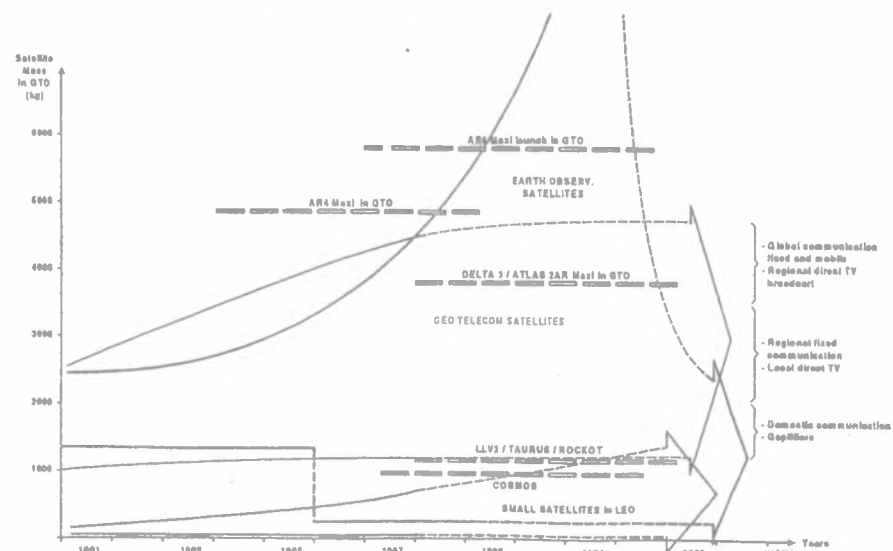 Satellite
Mass
in GTO
(kg)
6000
4000
3000
2000
1000
AR5 Maxi launch in GTO
EARTH OBSERV.
SATELLITES
AR4 Maxi in GTO
DELTA 3 / ATLAS 2AR Maxi in GTO
GEO TELECOM SATELLITES
LLV3 / TAURUS / ROCKOT
COSMOS
SMALL SATELLITES in LEO
- Global communication
fixed and mobile
- Regional direct TV
broadcast
- Regional fixed
communication
- Local direct TV
- Domestic communication
- Gapfillers
Years